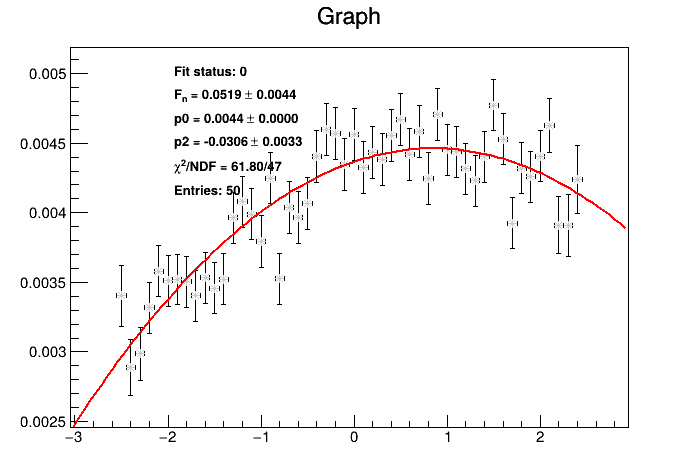 Graph
Fit status: 0
Fn = 0.0519 ± 0.0044
p0 = 0.0044 ± 0.0000
p2 = -0.0306 ± 0.0033
χ²/NDF = 61.80/47
Entries: 50
0.005
0.0045
0.004
0.0035
0.003
0.0025
−3 −2 −1 0 1 2